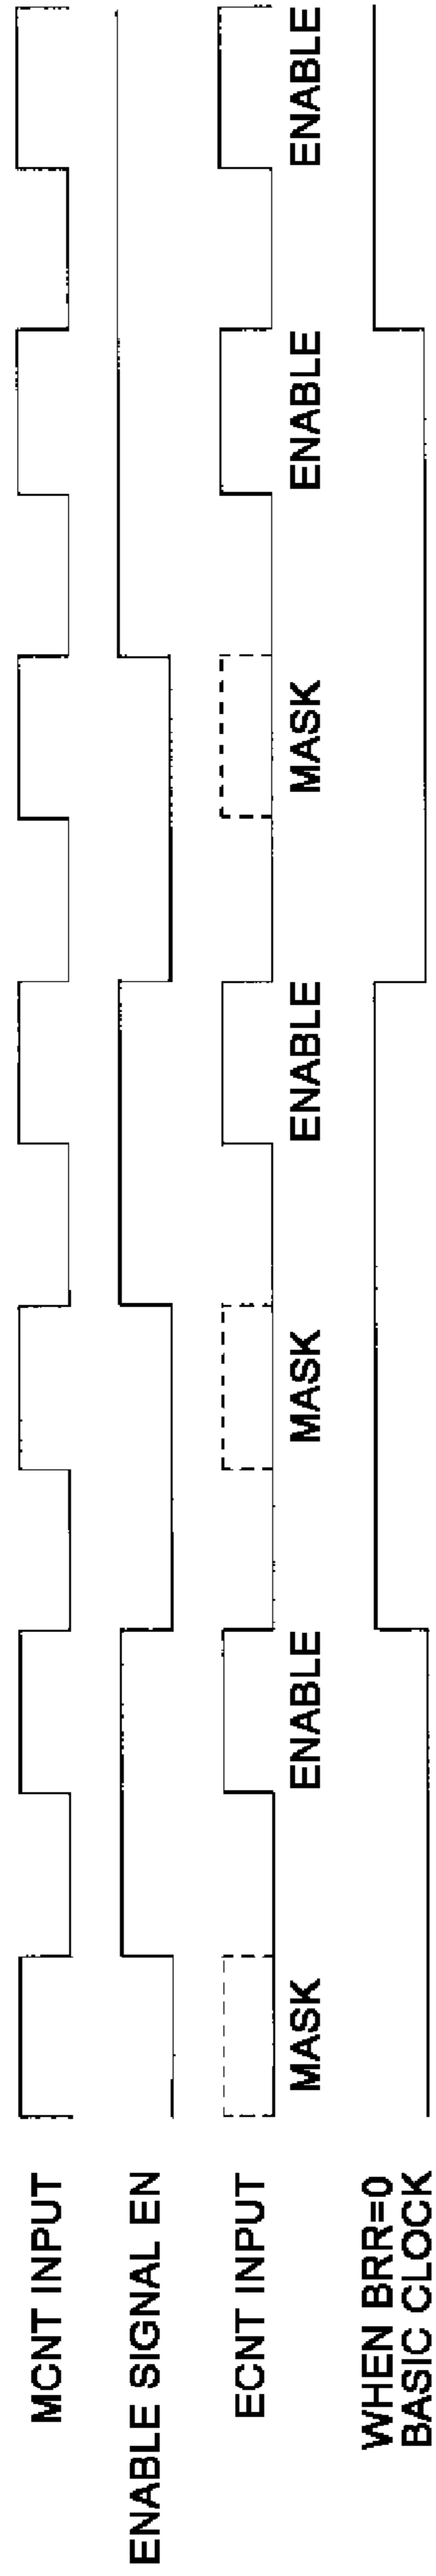 MCNT INPUT
ENABLE SIGNAL EN
ECNT INPUT
MASK
ENABLE
MASK
ENABLE
MASK
ENABLE
ENABLE
WHEN BRR=0
BASIC CLOCK